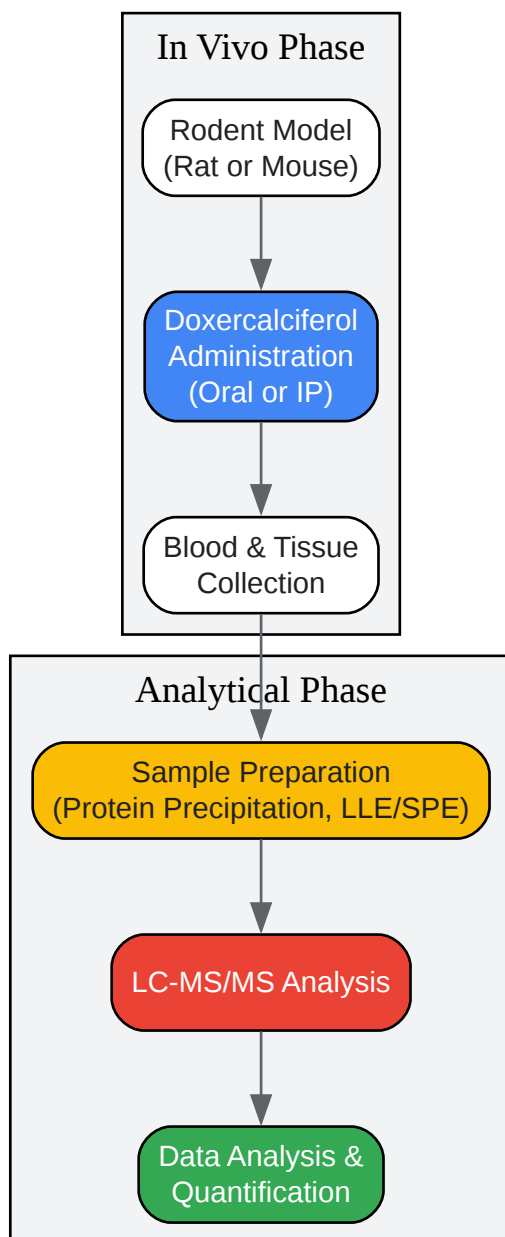 In Vivo Phase
Rodent Model
(Rat or Mouse)
Doxercalciferol
Administration
(Oral or IP)
Blood & Tissue
Collection
Analytical Phase
Sample Preparation
(Protein Precipitation, LLE/SPE)
LC-MS/MS Analysis
Data Analysis &
Quantification